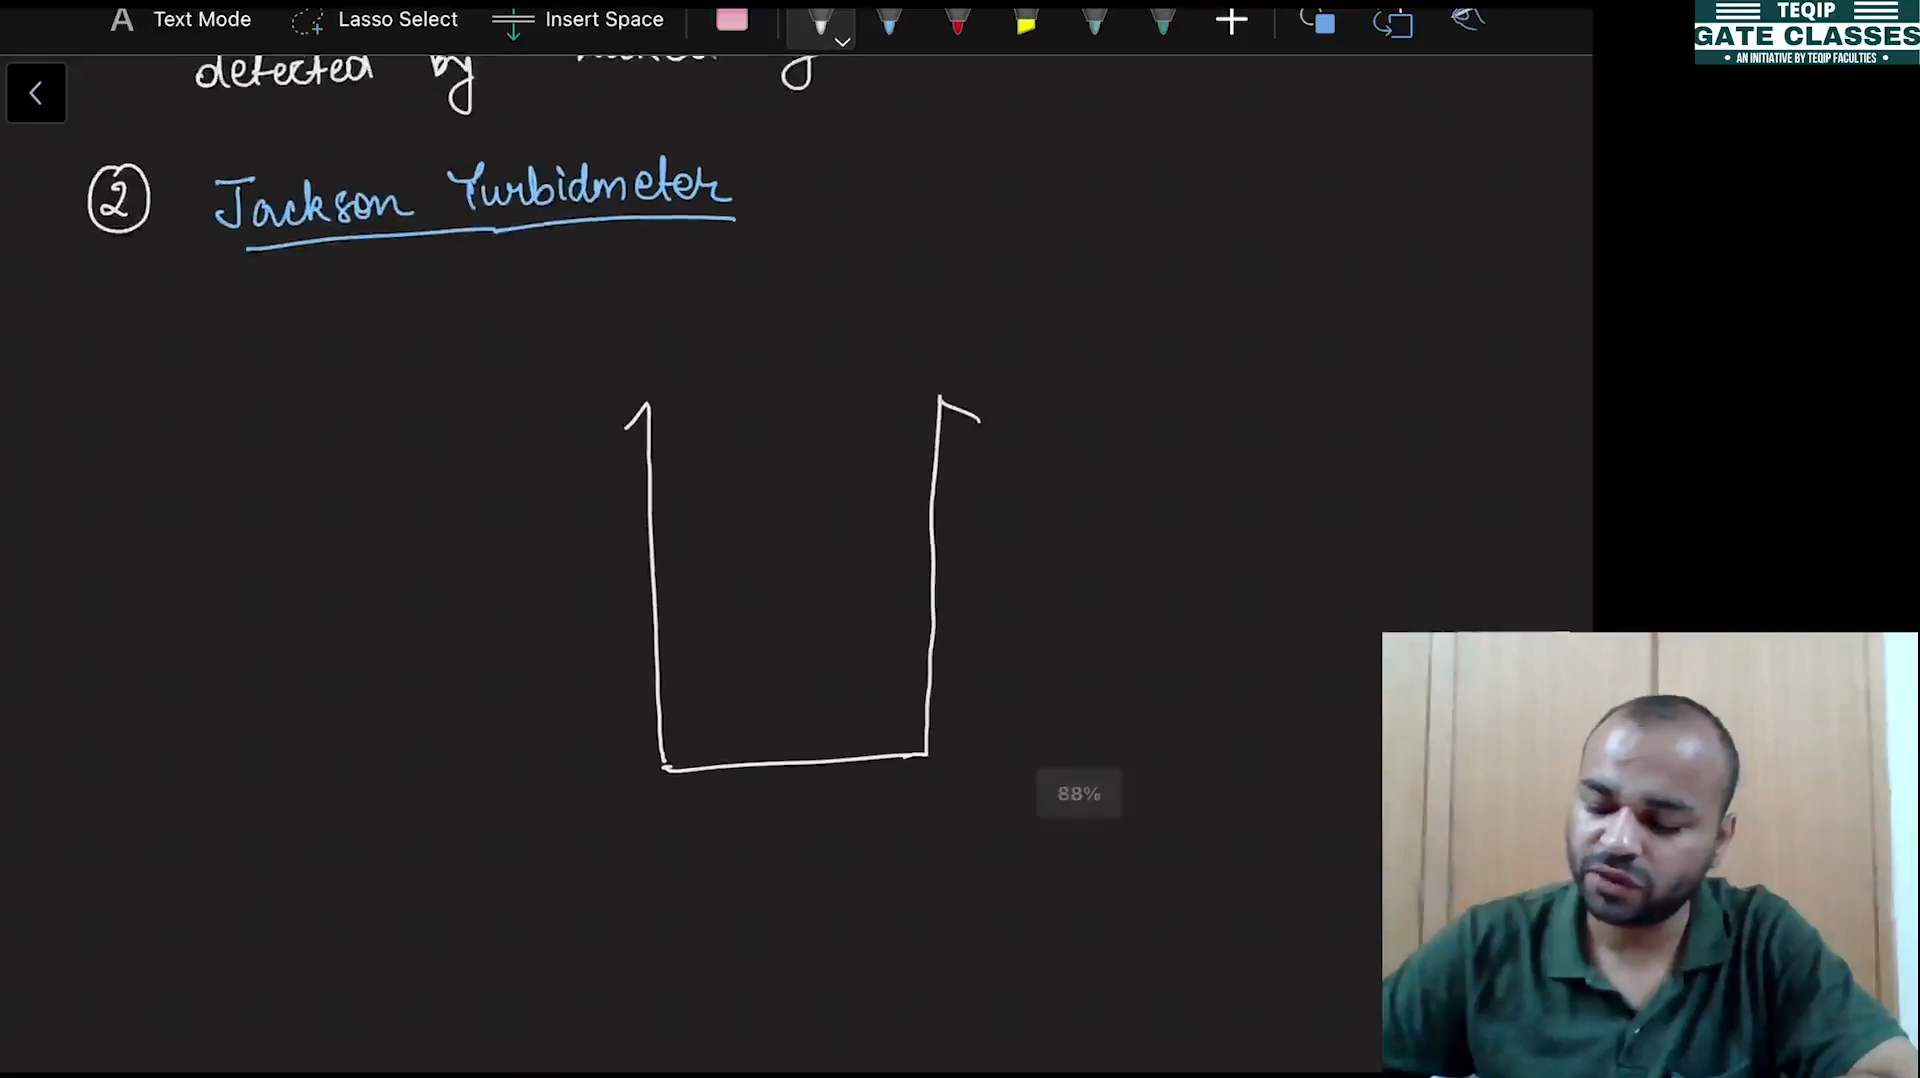 Text Mode Lasso Select Insert Space
TEQIP
GATE CLASSES
• AN INITIATIVE BY TEQIP FACULTIES •
detected by
2 Jackson Turbidmeter
88%